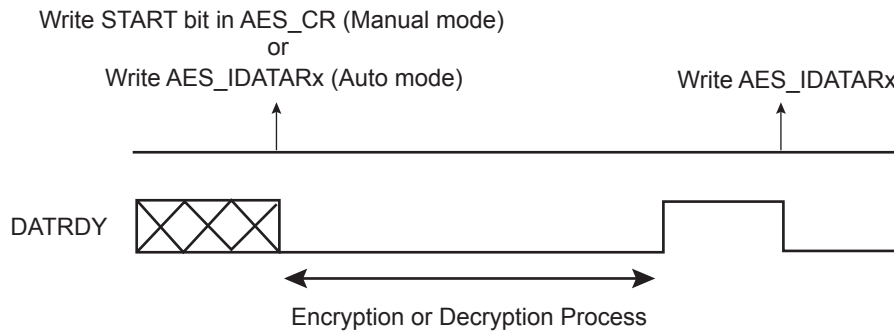 Write START bit in AES_CR (Manual mode)
or
Write AES_IDATARx (Auto mode)
Write AES_IDATARx
DATRDY
Encryption or Decryption Process